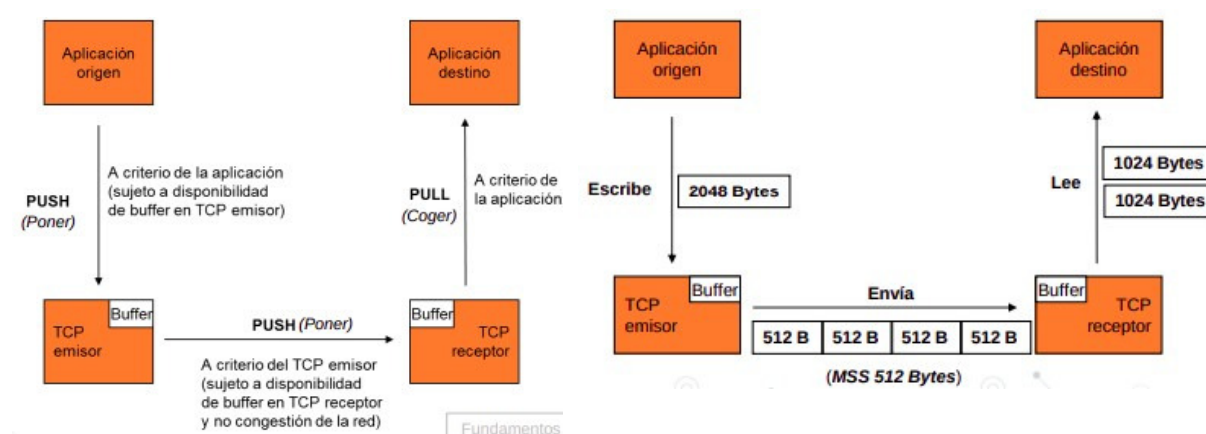 Aplicación
origen
Aplicación
destino
PUSH
(Poner)
A criterio de la aplicación
(sujeto a disponibilidad
de buffer en TCP emisor)
PULL
(Coger)
A criterio de
la aplicación
TCP
emisor
Buffer
PUSH (Poner)
A criterio del TCP emisor
(sujeto a disponibilidad
de buffer en TCP receptor
y no congestión de la red)
Buffer
TCP
receptor
Fundamentos
Aplicación
origen
Aplicación
destino
Escribe
2048 Bytes
Lee
1024 Bytes
1024 Bytes
TCP
emisor
Buffer
Envía
512 B
512 B
512 B
512 B
(MSS 512 Bytes)
Buffer
TCP
receptor